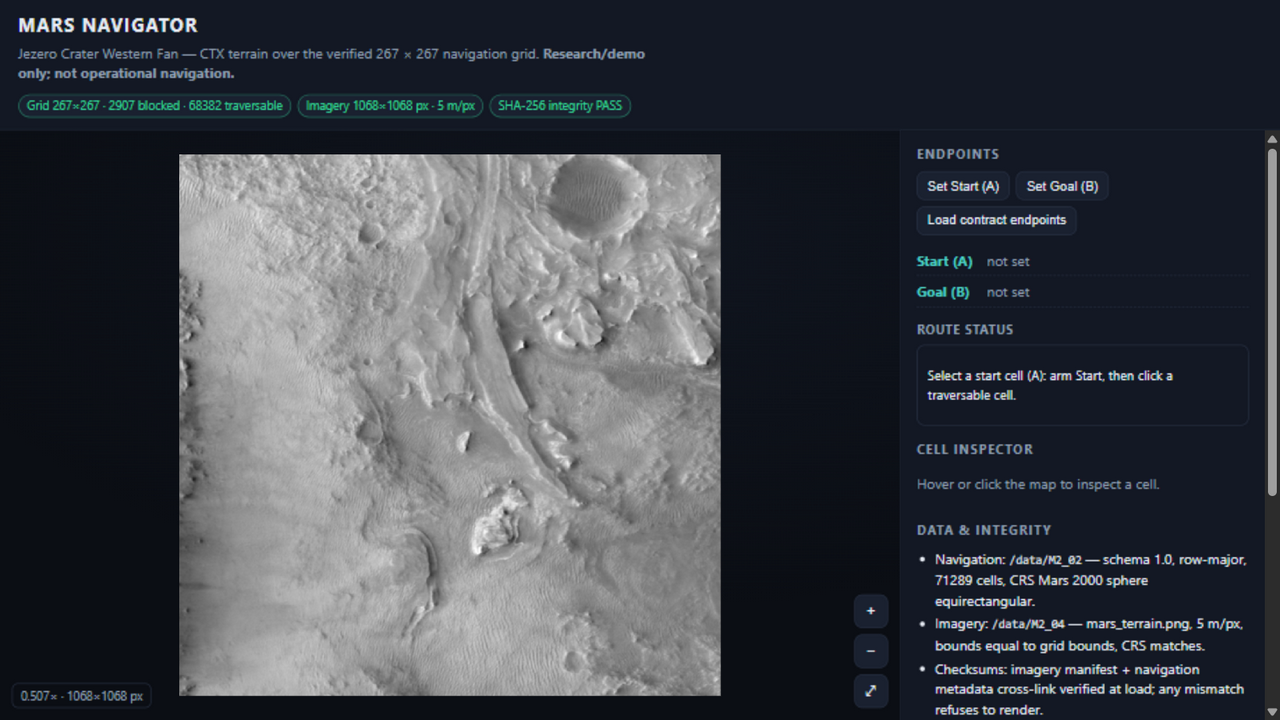 MARS NAVIGATOR
Jezero Crater Western Fan — CTX terrain over the verified 267 × 267 navigation grid. Research/demo
only; not operational navigation.
Grid 267×267 · 2907 blocked · 68382 traversable
Imagery 1068×1068 px · 5 m/px
SHA-256 integrity PASS
ENDPOINTS
Set Start (A)
Set Goal (B)
Load contract endpoints
Start (A) not set
Goal (B) not set
ROUTE STATUS
Select a start cell (A): arm Start, then click a
traversable cell.
CELL INSPECTOR
Hover or click the map to inspect a cell.
DATA & INTEGRITY
• Navigation: /data/M2_02 — schema 1.0, row-major,
71289 cells, CRS Mars 2000 sphere
equirectangular.
• Imagery: /data/M2_04 — mars_terrain.png, 5 m/px,
bounds equal to grid bounds, CRS matches.
• Checksums: imagery manifest + navigation
metadata cross-link verified at load; any mismatch
refuses to render.
+
−
⤢
0.507× · 1068×1068 px